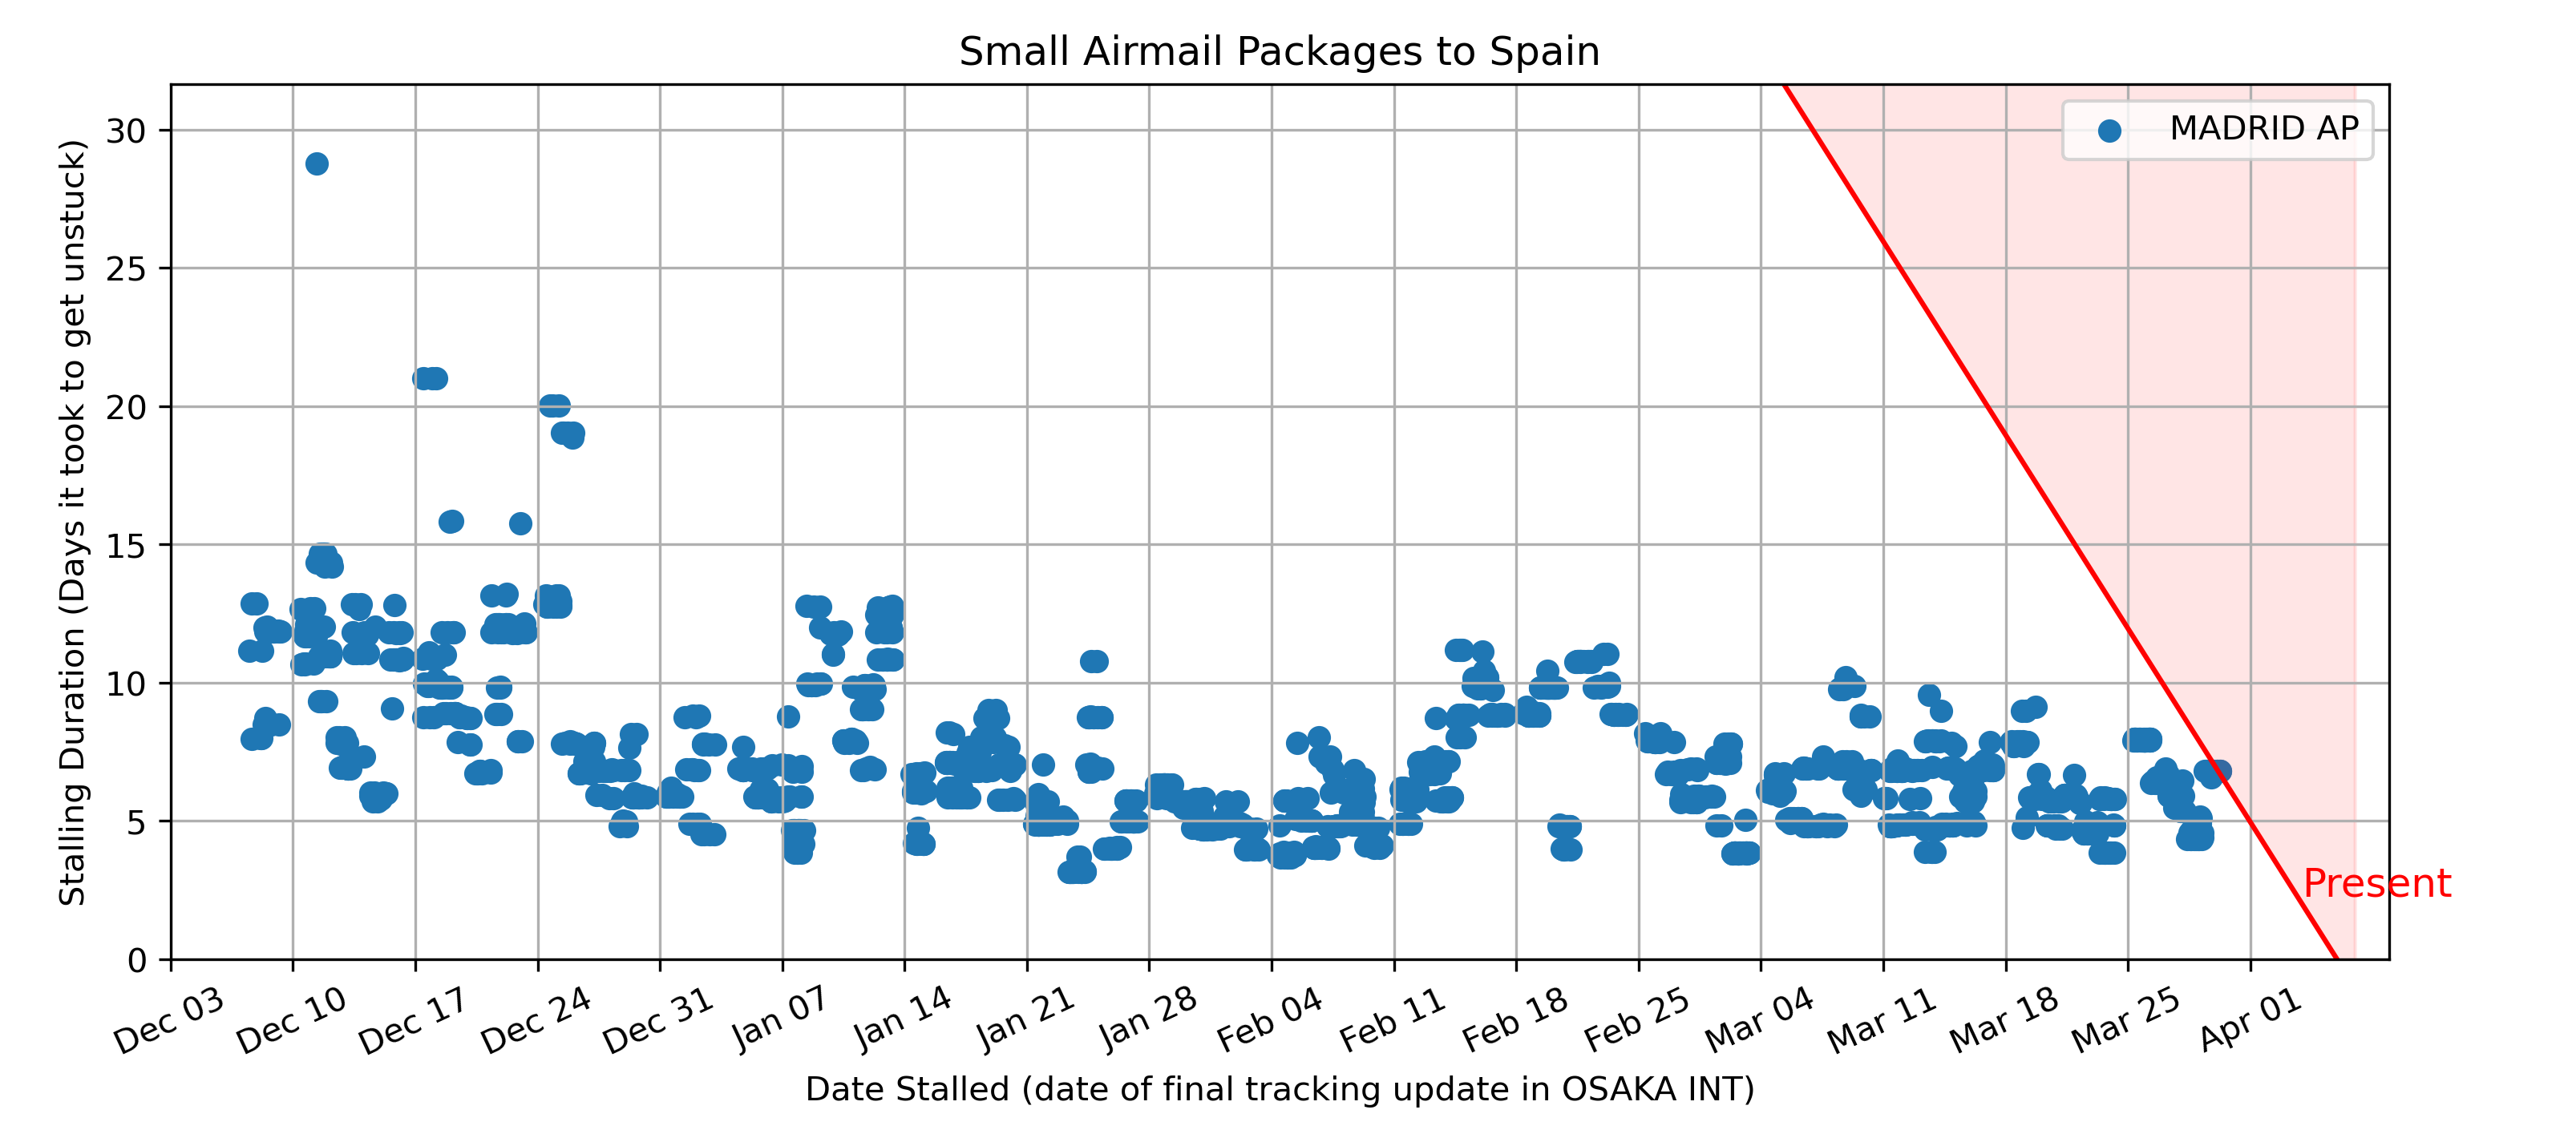 Small Airmail Packages to Spain
MADRID AP
Stalling Duration (Days it took to get unstuck)
30
25
20
15
10
5
0
Present
Dec 03
Dec 10
Dec 17
Dec 24
Dec 31
Jan 07
Jan 14
Jan 21
Jan 28
Feb 04
Feb 11
Feb 18
Feb 25
Mar 04
Mar 11
Mar 18
Mar 25
Apr 01
Date Stalled (date of final tracking update in OSAKA INT)